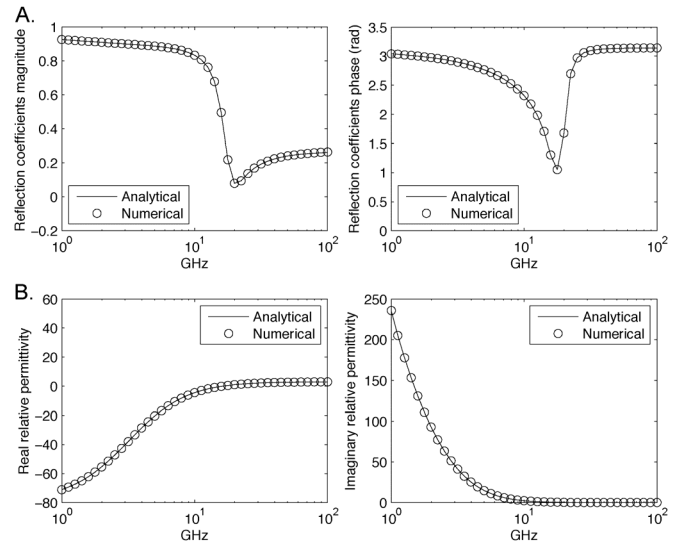 A.
Reflection coefficients magnitude
1
0.8
0.6
0.4
0.2
0
−0.2
Analytical
Numerical
10^0
10^1
10^2
GHz
Reflection coefficients phase (rad)
3.5
3
2.5
2
1.5
1
0.5
0
Analytical
Numerical
10^0
10^1
10^2
GHz
B.
Real relative permittivity
60
40
20
0
−20
−40
−60
−80
Analytical
Numerical
10^0
10^1
10^2
GHz
Imaginary relative permittivity
250
200
150
100
50
0
Analytical
Numerical
10^0
10^1
10^2
GHz